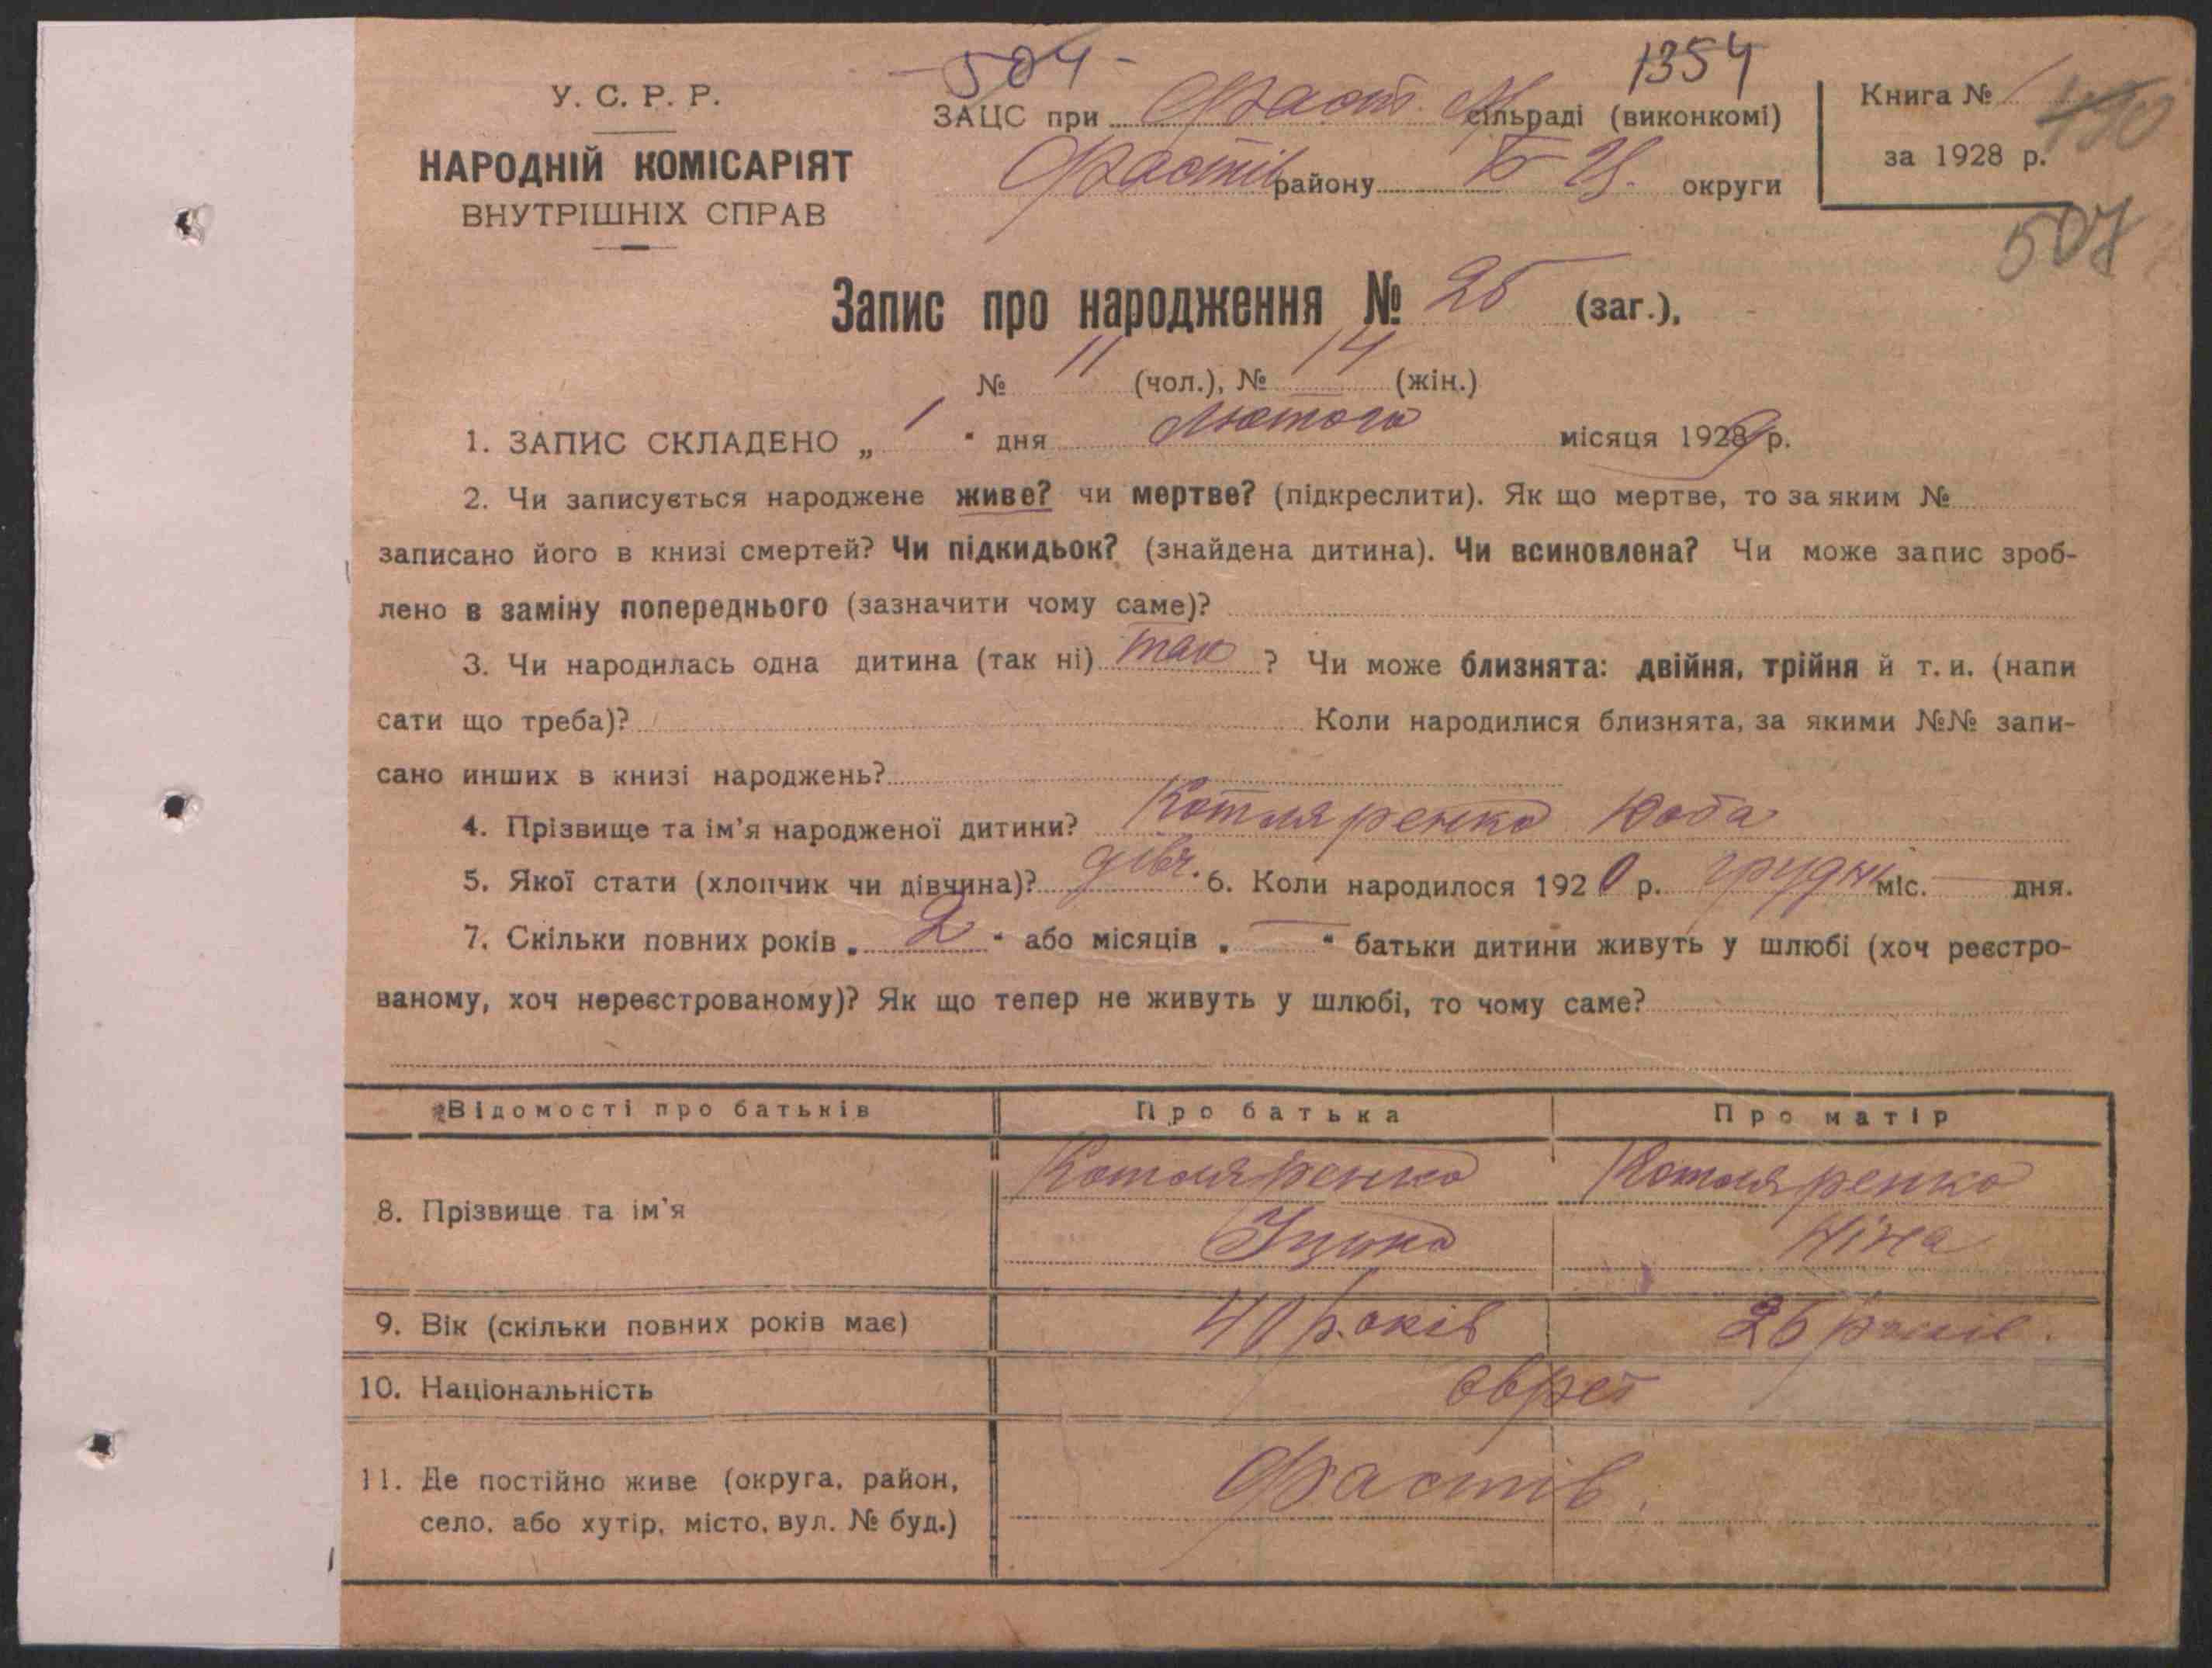 - 504 -
1354
У. С. Р. Р.
ЗАЦС при Фаст. М сільраді (виконкомі)
Книга № 1
410
НАРОДНІЙ КОМІСАРІЯТ
Фастів району Б-Ц. округи
за 1928 р.
ВНУТРІШНІХ СПРАВ
507
Запис про народження № 25 (заг.),
№ 11 (чол.), № 14 (жін.)
1. ЗАПИС СКЛАДЕНО „ 1 " дня Лютого місяця 1929 р.
2. Чи записується народжене живе? чи мертве? (підкреслити). Як що мертве, то за яким №
записано його в книзі смертей? Чи підкидьок? (знайдена дитина). Чи всиновлена? Чи може запис зроб-
лено в заміну попереднього (зазначити чому саме)?
3. Чи народилась одна дитина (так ні) так ? Чи може близнята: двійня, трійня й т. и. (напи
сати що треба)? Коли народилися близнята, за якими №№ запи-
сано инших в книзі народжень?
4. Прізвище та ім'я народженої дитини? Котляренко
5. Якої стати (хлопчик чи дівчина)? дівч. 6. Коли народилося 1920 р. грудн міс. — дня.
7. Скільки повних років „ 2 " або місяців „ — " батьки дитини живуть у шлюбі (хоч реєстро-
ваному, хоч нереєстрованому)? Як що тепер не живуть у шлюбі, то чому саме?
Відомості про батьків Про батька Про матір
8. Прізвище та ім'я Котляренко Котляренко
Іцико Ніна
9. Вік (скільки повних років має) 40 років 26 років.
10. Національність євреї
11. Де постійно живе (округа, район,
село, або хутір, місто, вул. № буд.) Фастів.